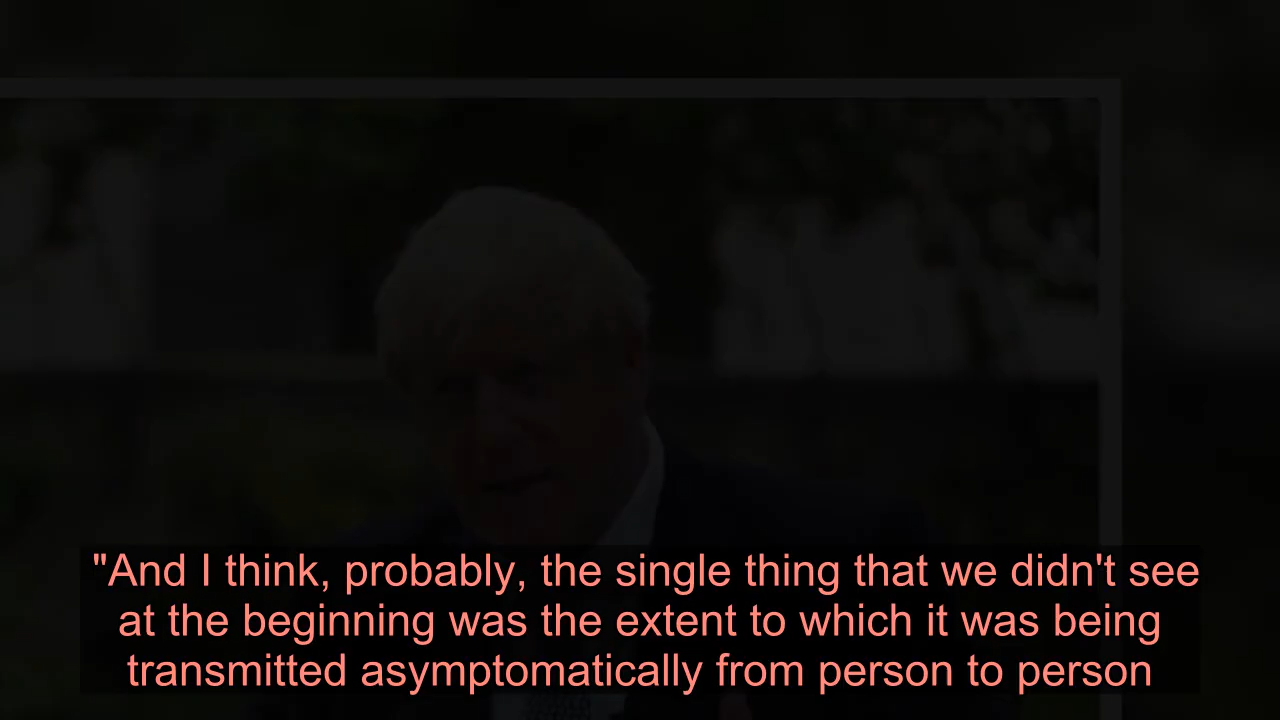 "And I think, probably, the single thing that we didn't see
at the beginning was the extent to which it was being
transmitted asymptomatically from person to person